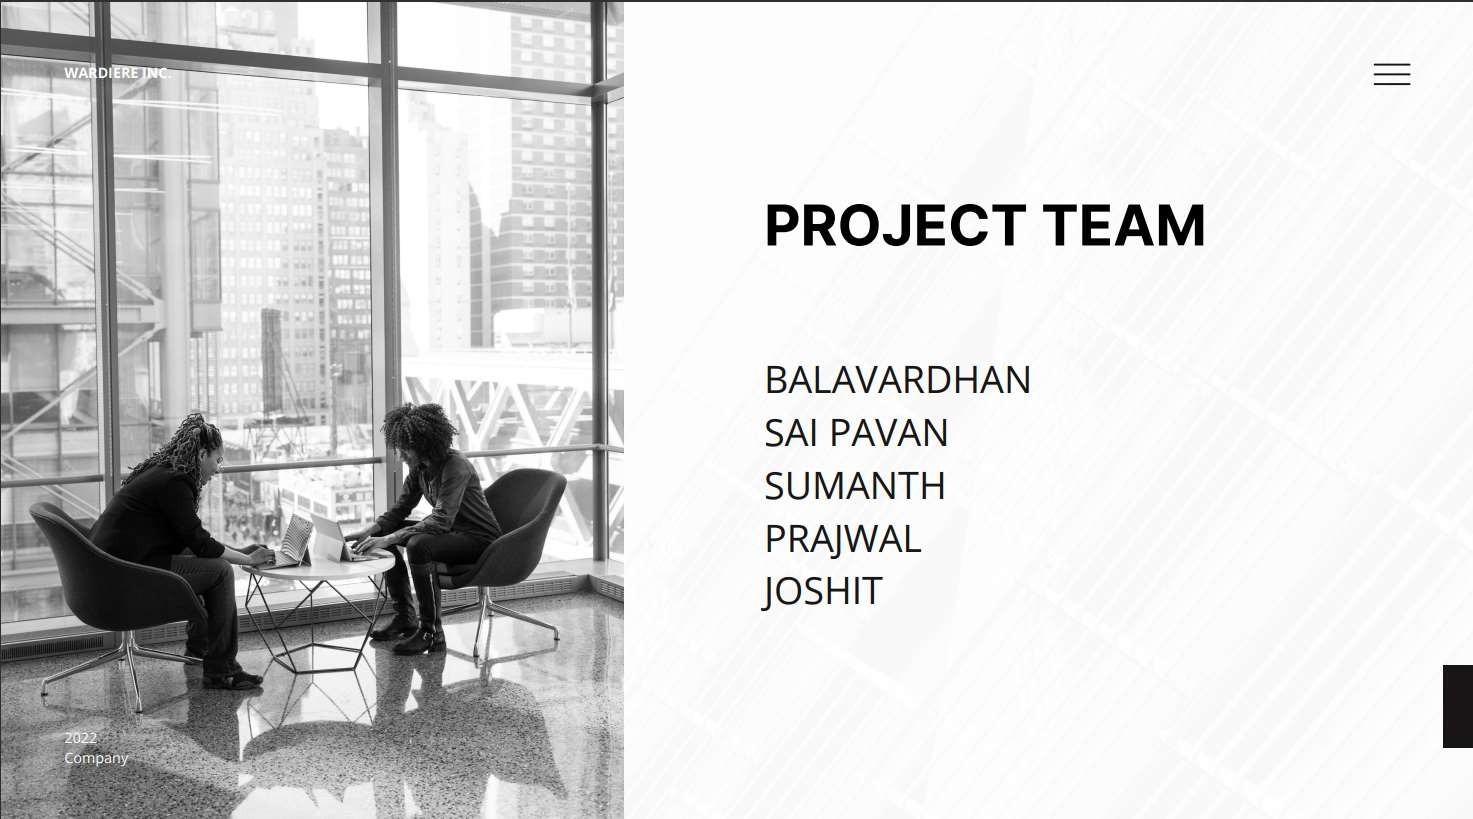 WARDIERE INC.
PROJECT TEAM
BALAVARDHAN
SAI PAVAN
SUMANTH
PRAJWAL
JOSHIT
2022
Company